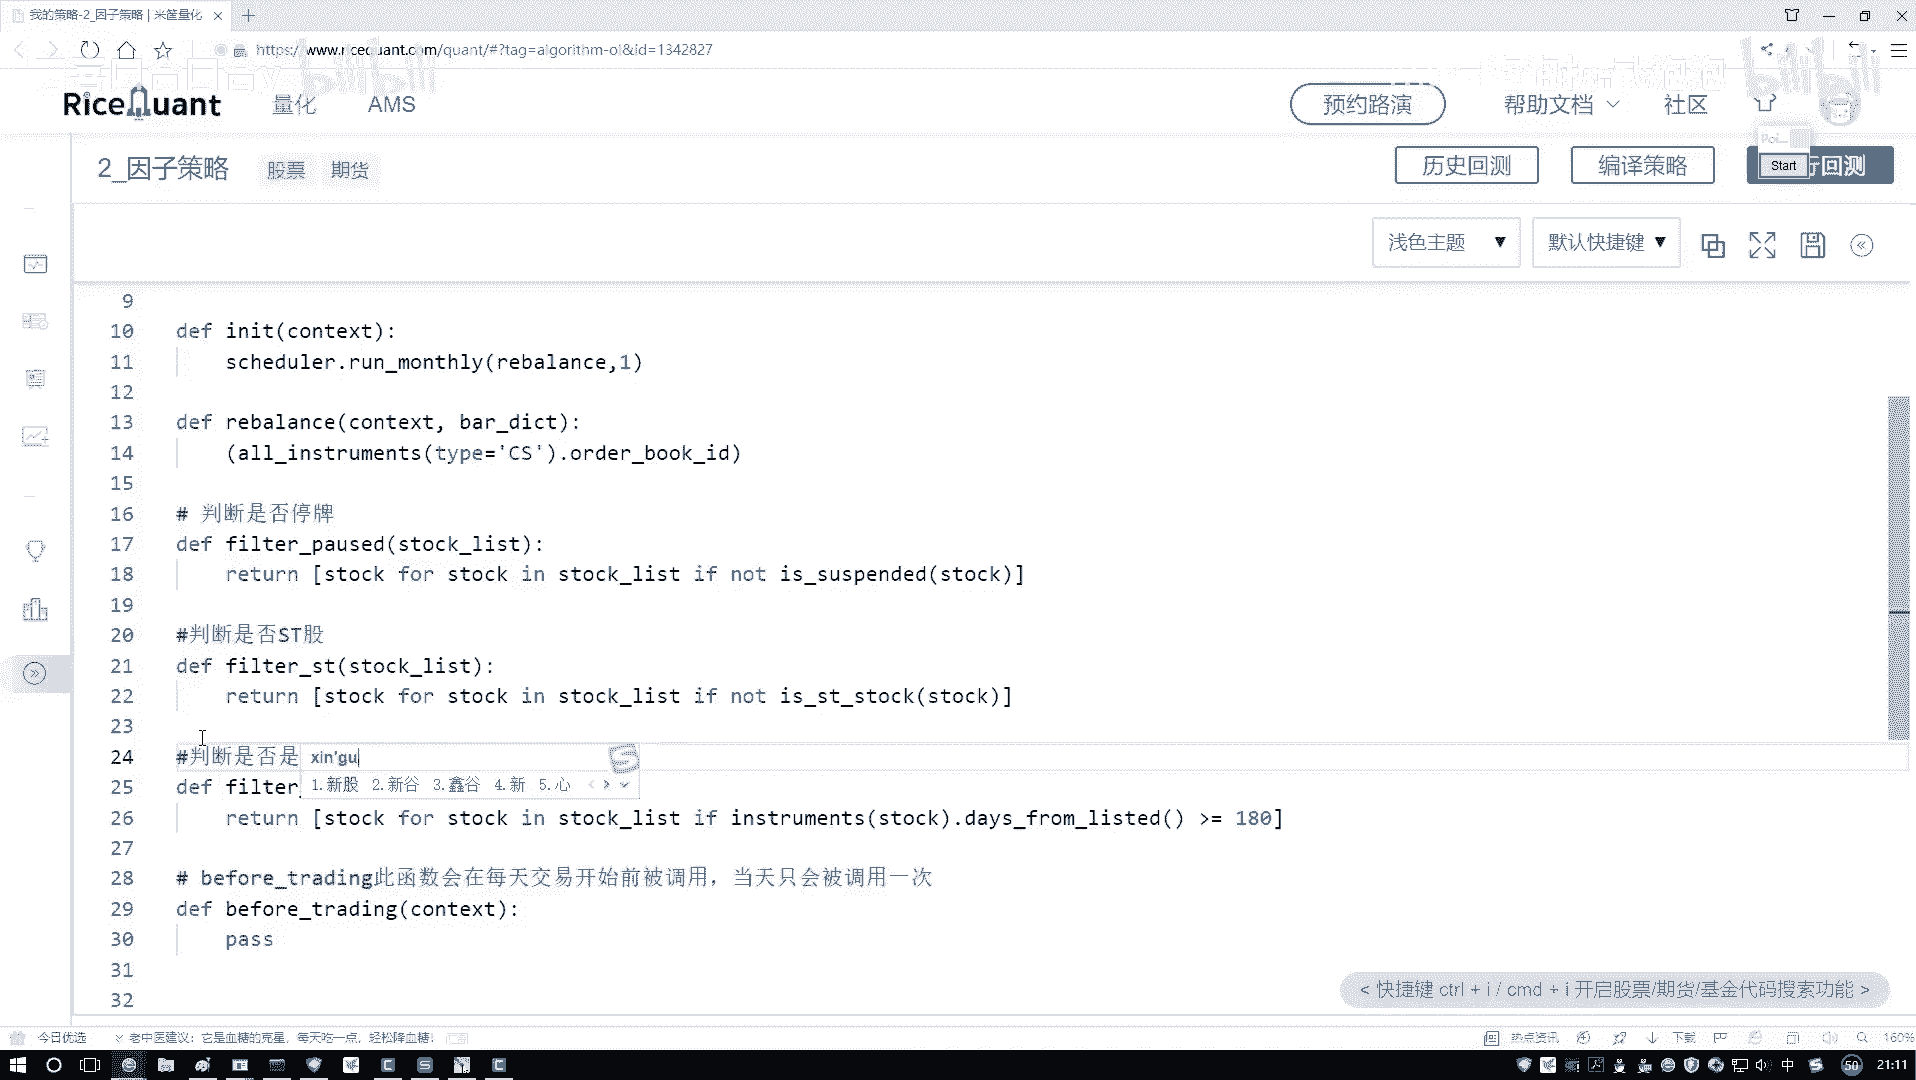 我的策略-2_因子策略 | 米筐量化
https://www.ricequant.com/quant/#?tag=algorithm-ol&id=1342827
bilibili
bilibili
RiceQuant
量化
AMS
预约路演
帮助文档
社区
2_因子策略
股票
期货
历史回测
编译策略
Start
行回测
浅色主题
默认快捷键
9
10 def init(context):
11 scheduler.run_monthly(rebalance,1)
12
13 def rebalance(context, bar_dict):
14 (all_instruments(type='CS').order_book_id)
15
16 # 判断是否停牌
17 def filter_paused(stock_list):
18 return [stock for stock in stock_list if not is_suspended(stock)]
19
20 #判断是否ST股
21 def filter_st(stock_list):
22 return [stock for stock in stock_list if not is_st_stock(stock)]
23
24 #判断是否是 xin'gu
1.新股 2.新谷 3.鑫谷 4.新 5.心
25 def filter_
26 return [stock for stock in stock_list if instruments(stock).days_from_listed() >= 180]
27
28 # before_trading此函数会在每天交易开始前被调用，当天只会被调用一次
29 def before_trading(context):
30 pass
31
32
< 快捷键 ctrl + i / cmd + i 开启股票/期货/基金代码搜索功能 >
今日优选
老中医建议：它是血糖的克星，每天吃一点，轻松降血糖！
热点资讯
下载
160%
中
50
21:11